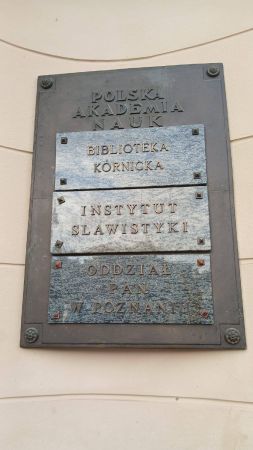 POLSKA
AKADEMIA
NAUK
BIBLIOTEKA
KÓRNICKA
INSTYTUT
SLAWISTYKI
ODDZIAŁ
PAN
W POZNANIU